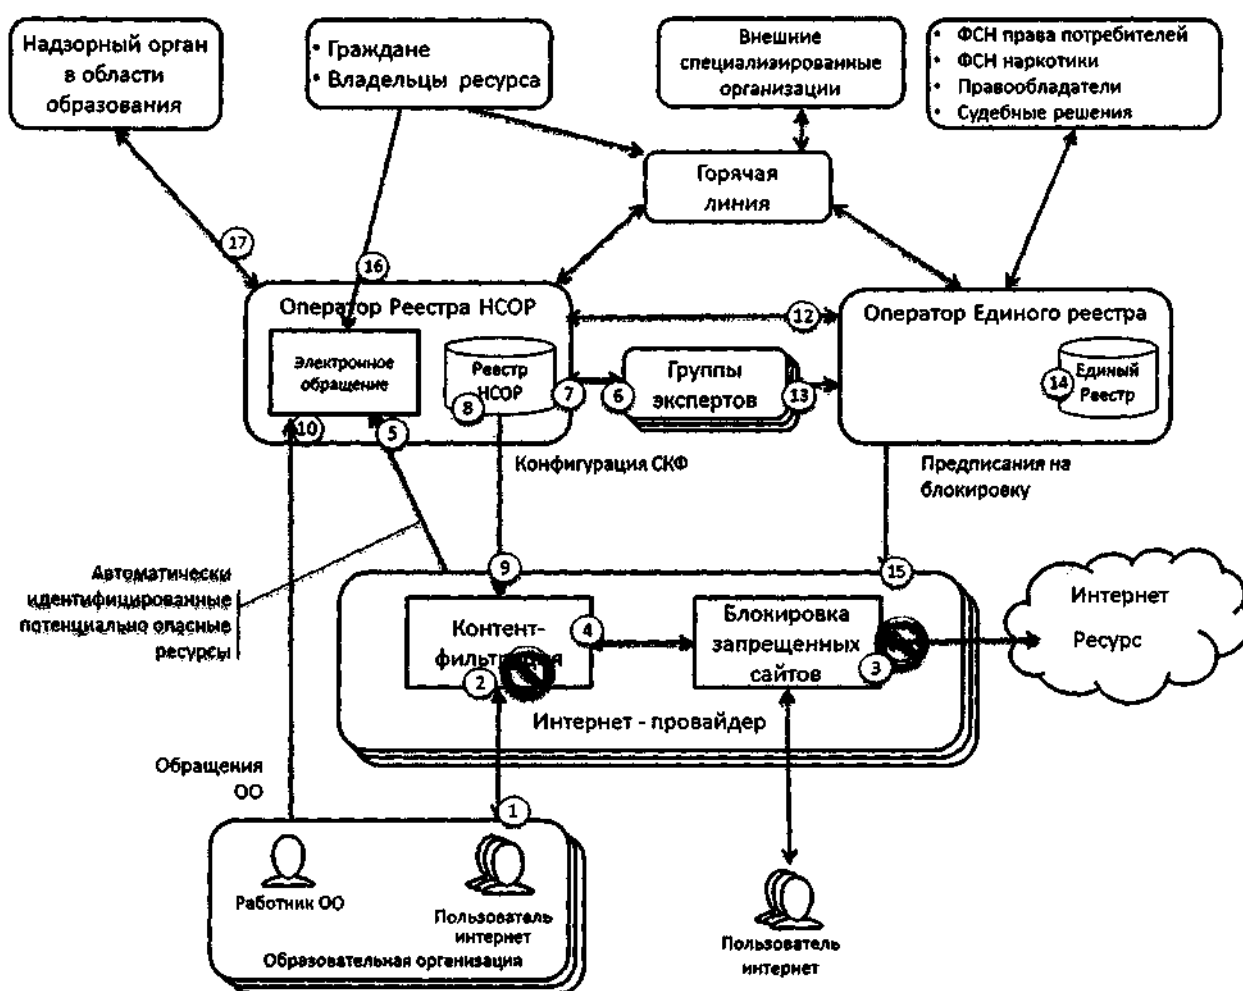 Надзорный орган
в области
образования
• Граждане
• Владельцы ресурса
Внешние
специализированные
организации
• ФСН права потребителей
• ФСН наркотики
• Правообладатели
• Судебные решения
Горячая
линия
17
16
Оператор Реестра НСОР
Электронное
обращение
Реестр
НСОР
8
7
6
Группы
экспертов
13
12
Оператор Единого реестра
14
Единый
Реестр
10
5
Конфигурация СКФ
Предписания на
блокировку
Автоматически
идентифицированные
потенциально опасные
ресурсы
9
15
Контент-
фильтрация
2
4
Блокировка
запрещенных
сайтов
3
Интернет
Ресурс
Интернет - провайдер
Обращения
ОО
1
Работник ОО
Пользователь
интернет
Образовательная организация
Пользователь
интернет